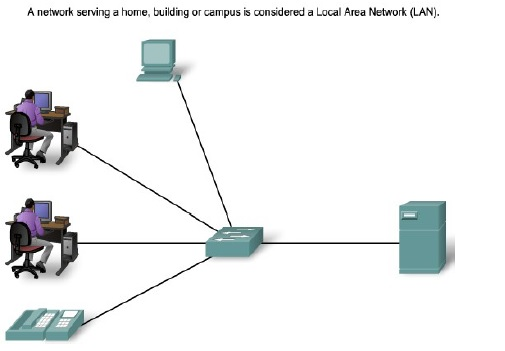 A network serving a home, building or campus is considered a Local Area Network (LAN).